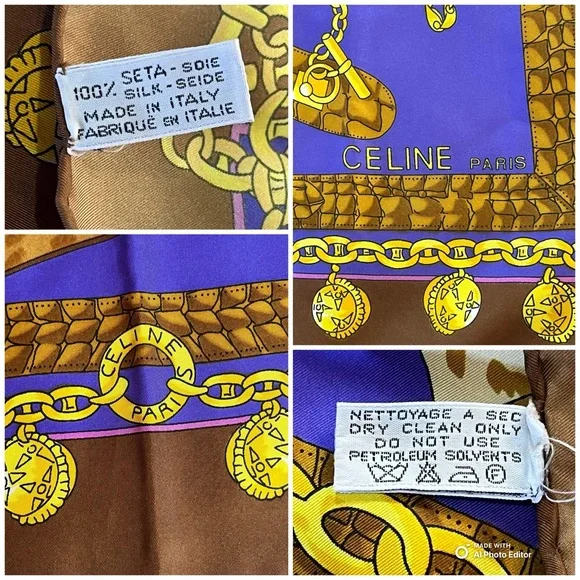 100% SETA-SOIE
SILK-SEIDE
MADE IN ITALY
FABRIQUÉ EN ITALIE
CELINE PARIS
CELINE'S
PARIS
NETTOYAGE A SEC
DRY CLEAN ONLY
DO NOT USE
PETROLEUM SOLVENTS
F
MADE WITH
AI Photo Editor